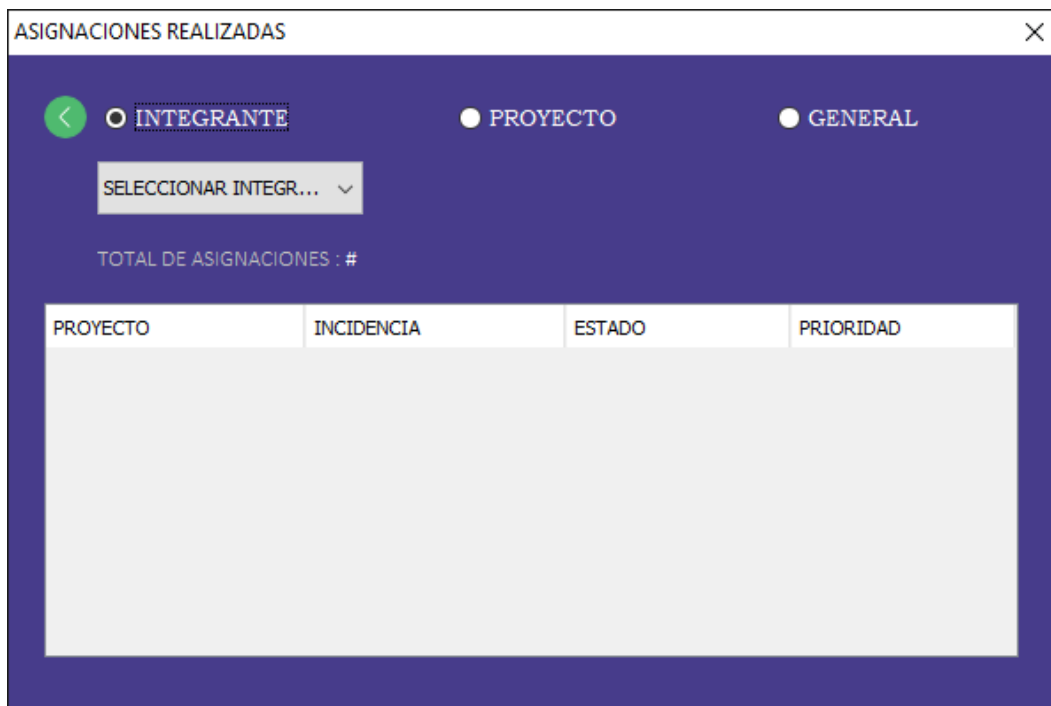 ASIGNACIONES REALIZADAS
INTEGRANTE PROYECTO GENERAL
SELECCIONAR INTEGR...
TOTAL DE ASIGNACIONES : #
PROYECTO INCIDENCIA ESTADO PRIORIDAD